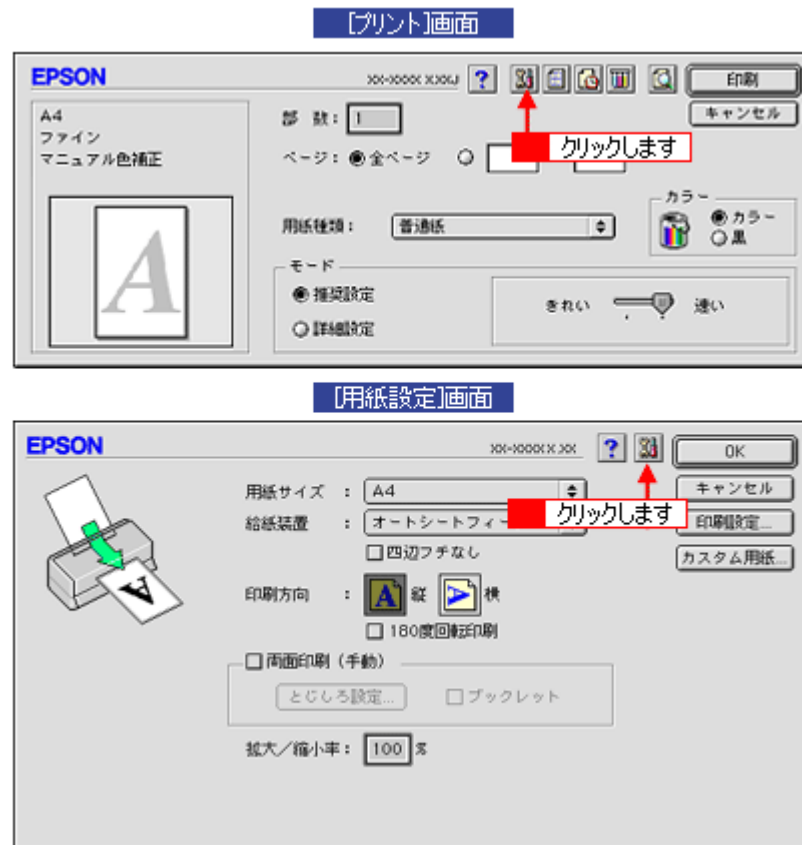 [プリント]画面
EPSON
?
印刷
A4
ファイン
マニュアル色補正
部 数: 1
キャンセル
クリックします
ページ: 全ページ
カラー
カラー
黒
用紙種類: 普通紙
A
モード
推奨設定
詳細設定
きれい 速い
[用紙設定]画面
EPSON
?
OK
用紙サイズ : A4
キャンセル
給紙装置 : オートシートフィー
クリックします
印刷設定...
四辺フチなし
カスタム用紙...
A
印刷方向 : A 縦 A 横
180度回転印刷
両面印刷(手動)
とじしろ設定... ブックレット
拡大/縮小率: 100 %